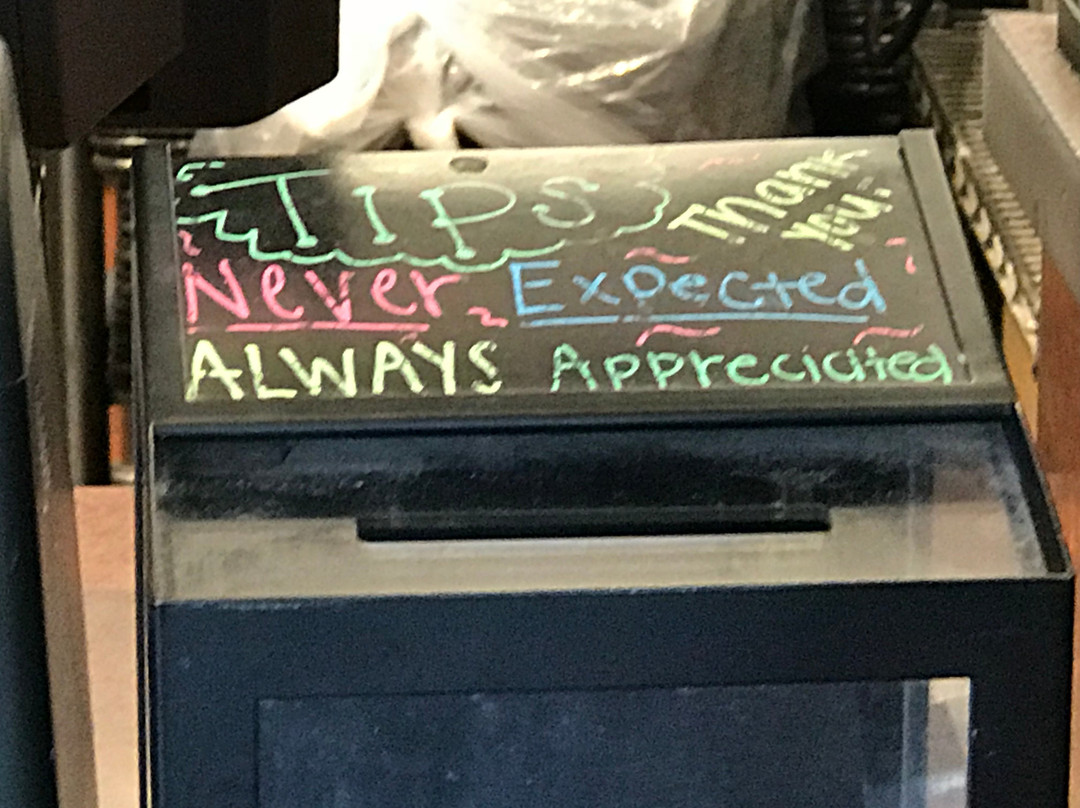 TIPS Thank
You!
Never Expected
ALWAYS Appreciated